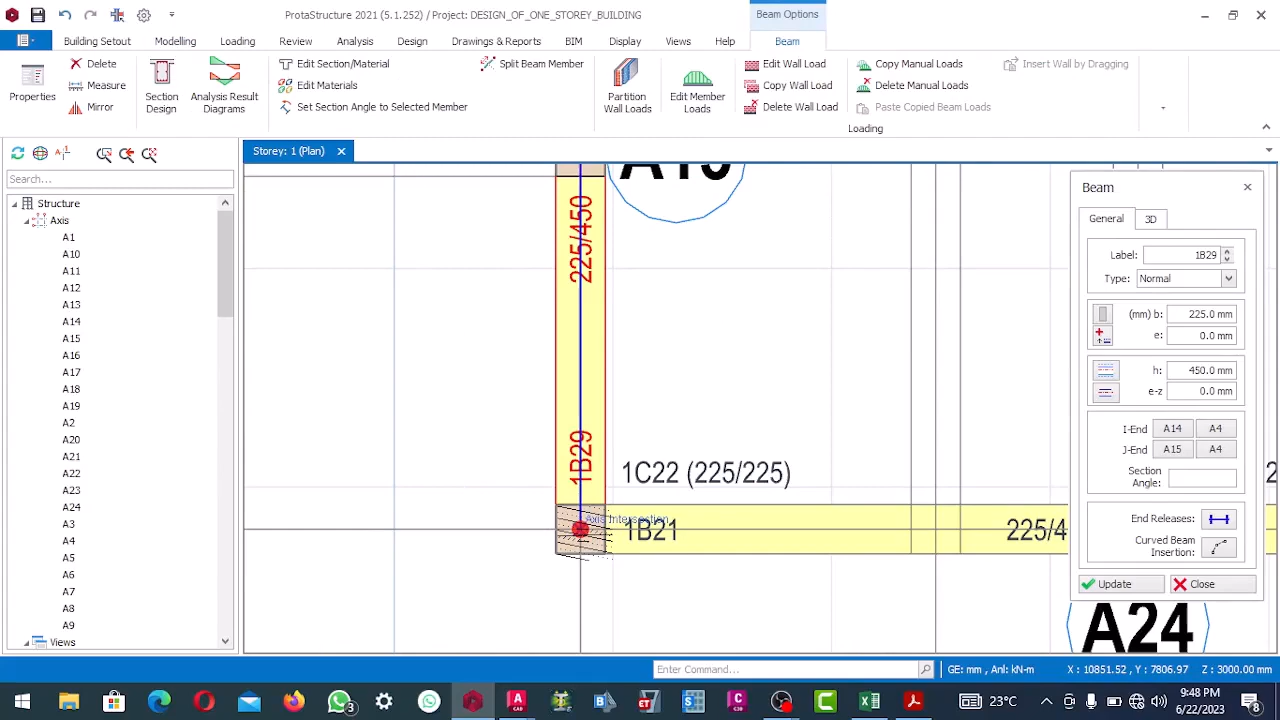 ProtaStructure 2021 (5.1.252) / Project: DESIGN_OF_ONE_STOREY_BUILDING
Beam Options
Building Setout
Modelling
Loading
Review
Analysis
Design
Drawings & Reports
BIM
Display
Views
Help
Beam
Properties
Delete
Measure
Mirror
Section Design
Analysis Result Diagrams
Edit Section/Material
Edit Materials
Set Section Angle to Selected Member
Split Beam Member
Partition Wall Loads
Edit Member Loads
Edit Wall Load
Copy Wall Load
Delete Wall Load
Copy Manual Loads
Delete Manual Loads
Paste Copied Beam Loads
Insert Wall by Dragging
Loading
Storey: 1 (Plan)
Search...
Structure
Axis
A1
A10
A11
A12
A13
A14
A15
A16
A17
A18
A19
A2
A20
A21
A22
A23
A24
A3
A4
A5
A6
A7
A8
A9
Views
225/450
1B29
1C22 (225/225)
Axis Intersection
1B21
225/4
A24
Beam
General
3D
Label: 1B29
Type: Normal
(mm) b: 225.0 mm
e: 0.0 mm
h: 450.0 mm
e-z 0.0 mm
I-End A14 A4
J-End A15 A4
Section Angle:
End Releases:
Curved Beam Insertion:
Update
Close
Enter Command...
GE: mm , Anl: kN-m
X : 10851.52 , Y : 7805.97
Z : 3000.00 mm
23°C
9:48 PM
6/22/2023